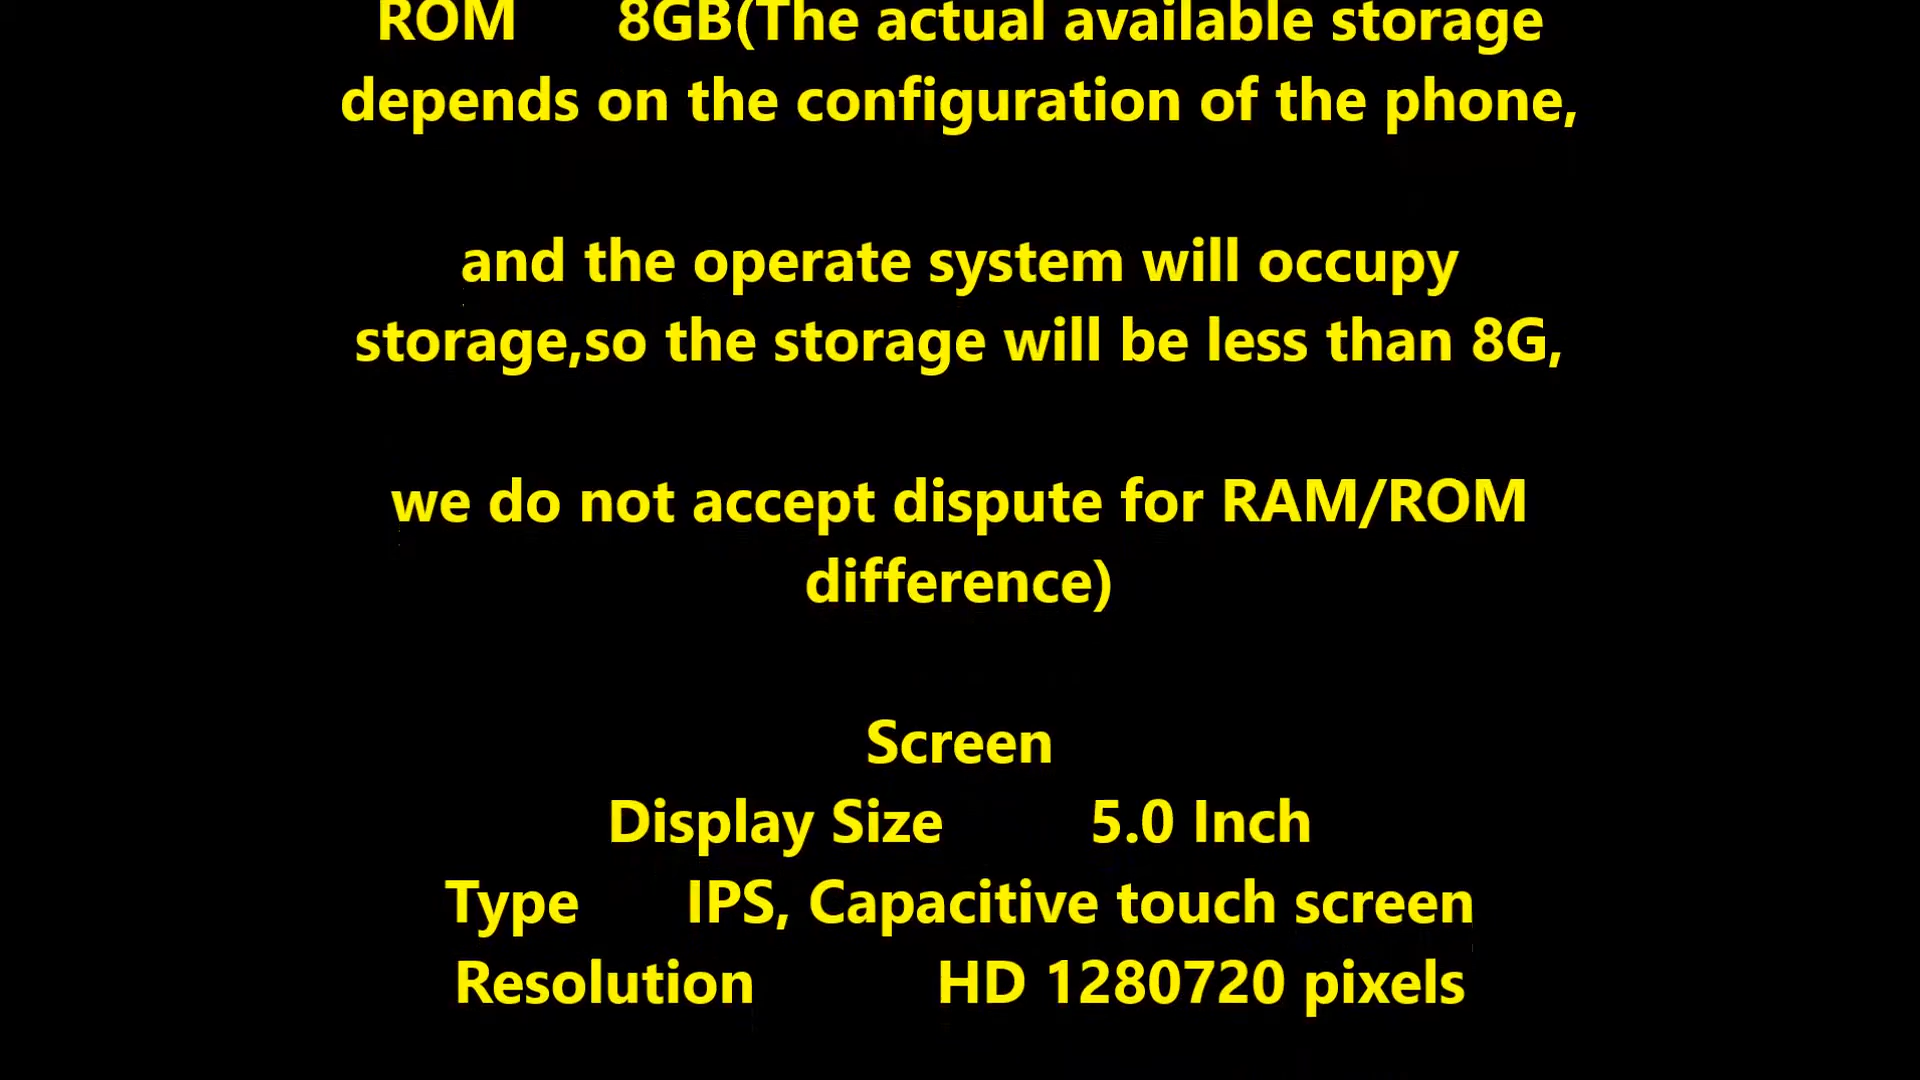 ROM 8GB(The actual available storage
depends on the configuration of the phone,
and the operate system will occupy
storage,so the storage will be less than 8G,
we do not accept dispute for RAM/ROM
difference)
Screen
Display Size 5.0 Inch
Type IPS, Capacitive touch screen
Resolution HD 1280720 pixels